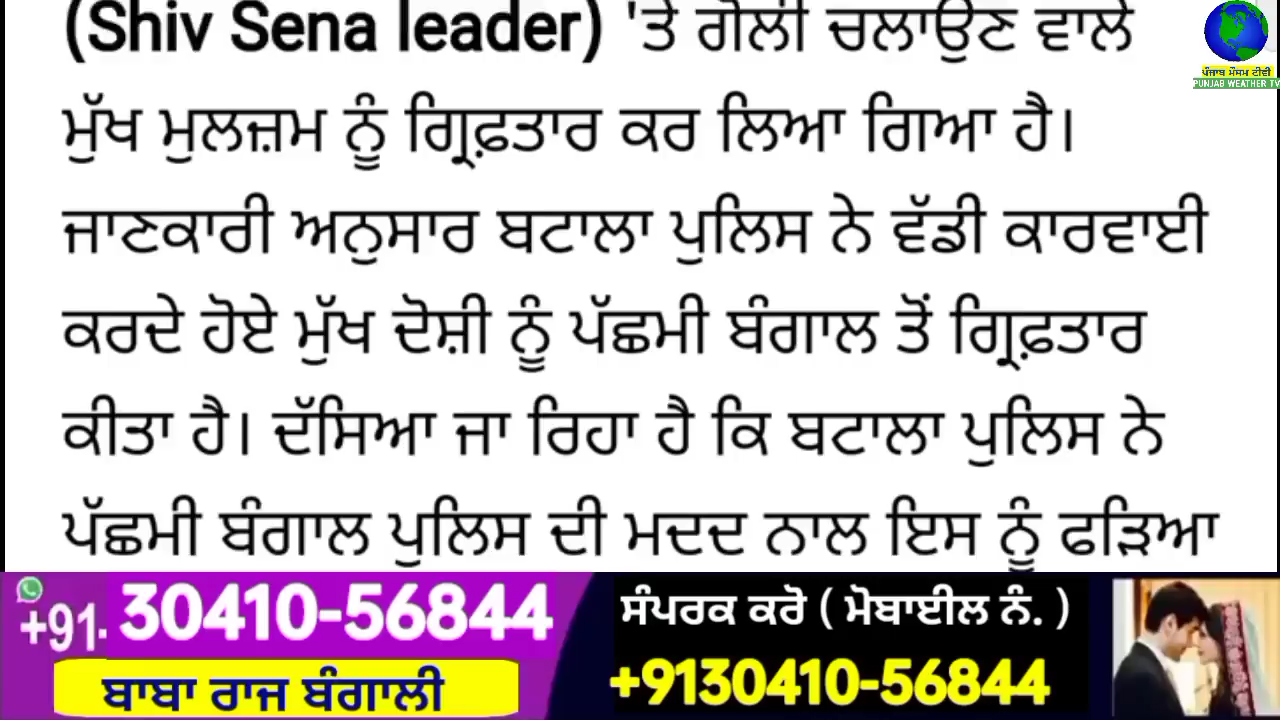 (Shiv Sena leader) 'ਤੇ ਗੋਲੀ ਚਲਾਉਣ ਵਾਲੇ
ਮੁੱਖ ਮੁਲਜ਼ਮ ਨੂੰ ਗ੍ਰਿਫ਼ਤਾਰ ਕਰ ਲਿਆ ਗਿਆ ਹੈ।
ਜਾਣਕਾਰੀ ਅਨੁਸਾਰ ਬਟਾਲਾ ਪੁਲਿਸ ਨੇ ਵੱਡੀ ਕਾਰਵਾਈ
ਕਰਦੇ ਹੋਏ ਮੁੱਖ ਦੋਸ਼ੀ ਨੂੰ ਪੱਛਮੀ ਬੰਗਾਲ ਤੋਂ ਗ੍ਰਿਫ਼ਤਾਰ
ਕੀਤਾ ਹੈ। ਦੱਸਿਆ ਜਾ ਰਿਹਾ ਹੈ ਕਿ ਬਟਾਲਾ ਪੁਲਿਸ ਨੇ
ਪੱਛਮੀ ਬੰਗਾਲ ਪੁਲਿਸ ਦੀ ਮਦਦ ਨਾਲ ਇਸ ਨੂੰ ਫੜਿਆ
ਪੰਜਾਬ ਮੌਸਮ ਟੀਵੀ
PUNJAB WEATHER TV
+91- 30410-56844
ਬਾਬਾ ਰਾਜ ਬੰਗਾਲੀ
ਸੰਪਰਕ ਕਰੋ ( ਮੋਬਾਈਲ ਨੰ. )
+9130410-56844